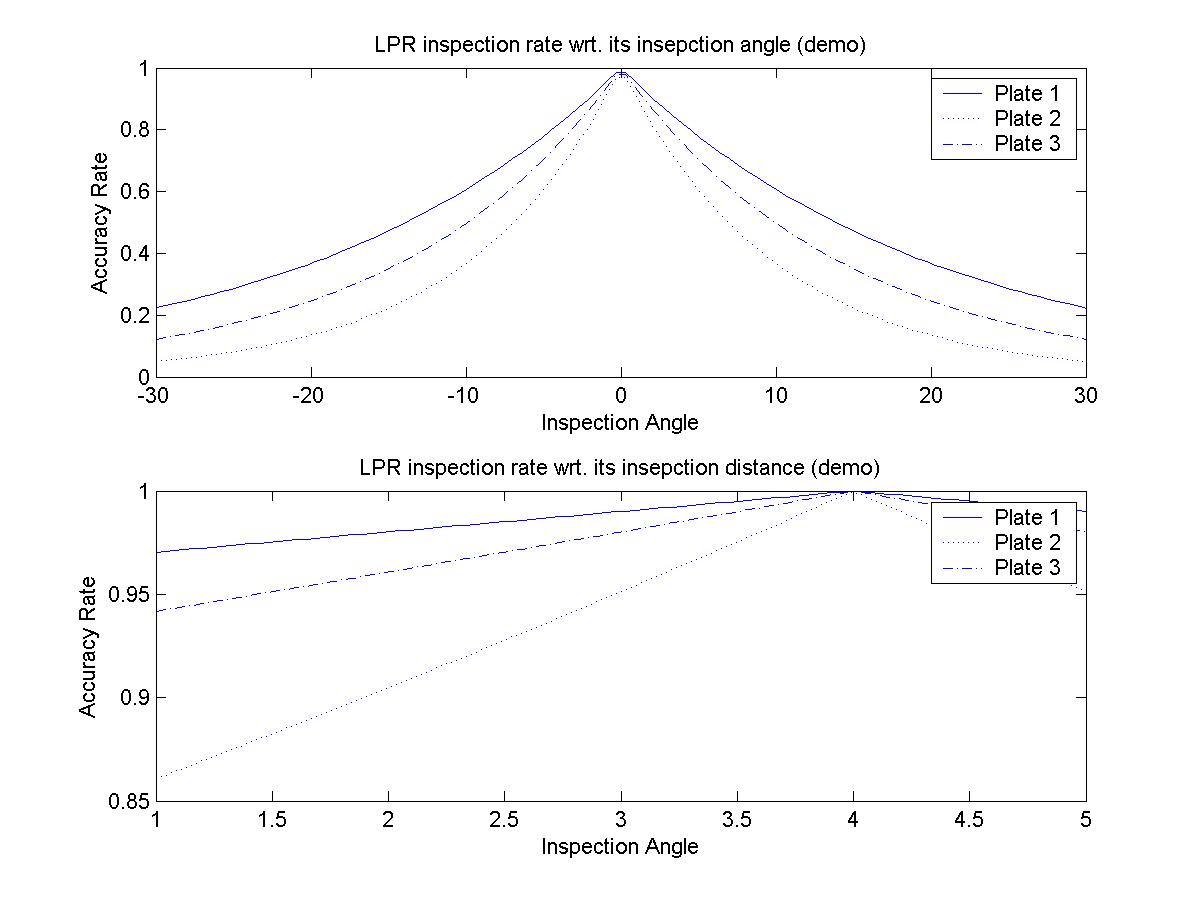 LPR inspection rate wrt. its insepction angle (demo)
Accuracy Rate
1
0.8
0.6
0.4
0.2
0
-30
-20
-10
0
10
20
30
Inspection Angle
Plate 1
Plate 2
Plate 3
LPR inspection rate wrt. its insepction distance (demo)
Accuracy Rate
1
0.95
0.9
0.85
1
1.5
2
2.5
3
3.5
4
4.5
5
Inspection Angle
Plate 1
Plate 2
Plate 3